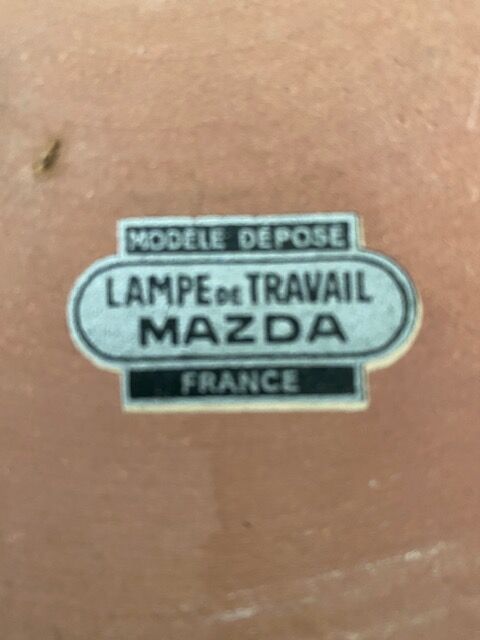 MODÈLE DÉPOSÉ
LAMPE DE TRAVAIL
MAZDA
FRANCE